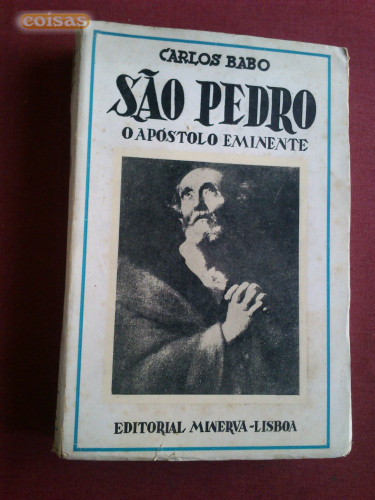 coisas
CARLOS BABO
SÃO PEDRO
O APÓSTOLO EMINENTE
EDITORIAL MINERVA-LISBOA